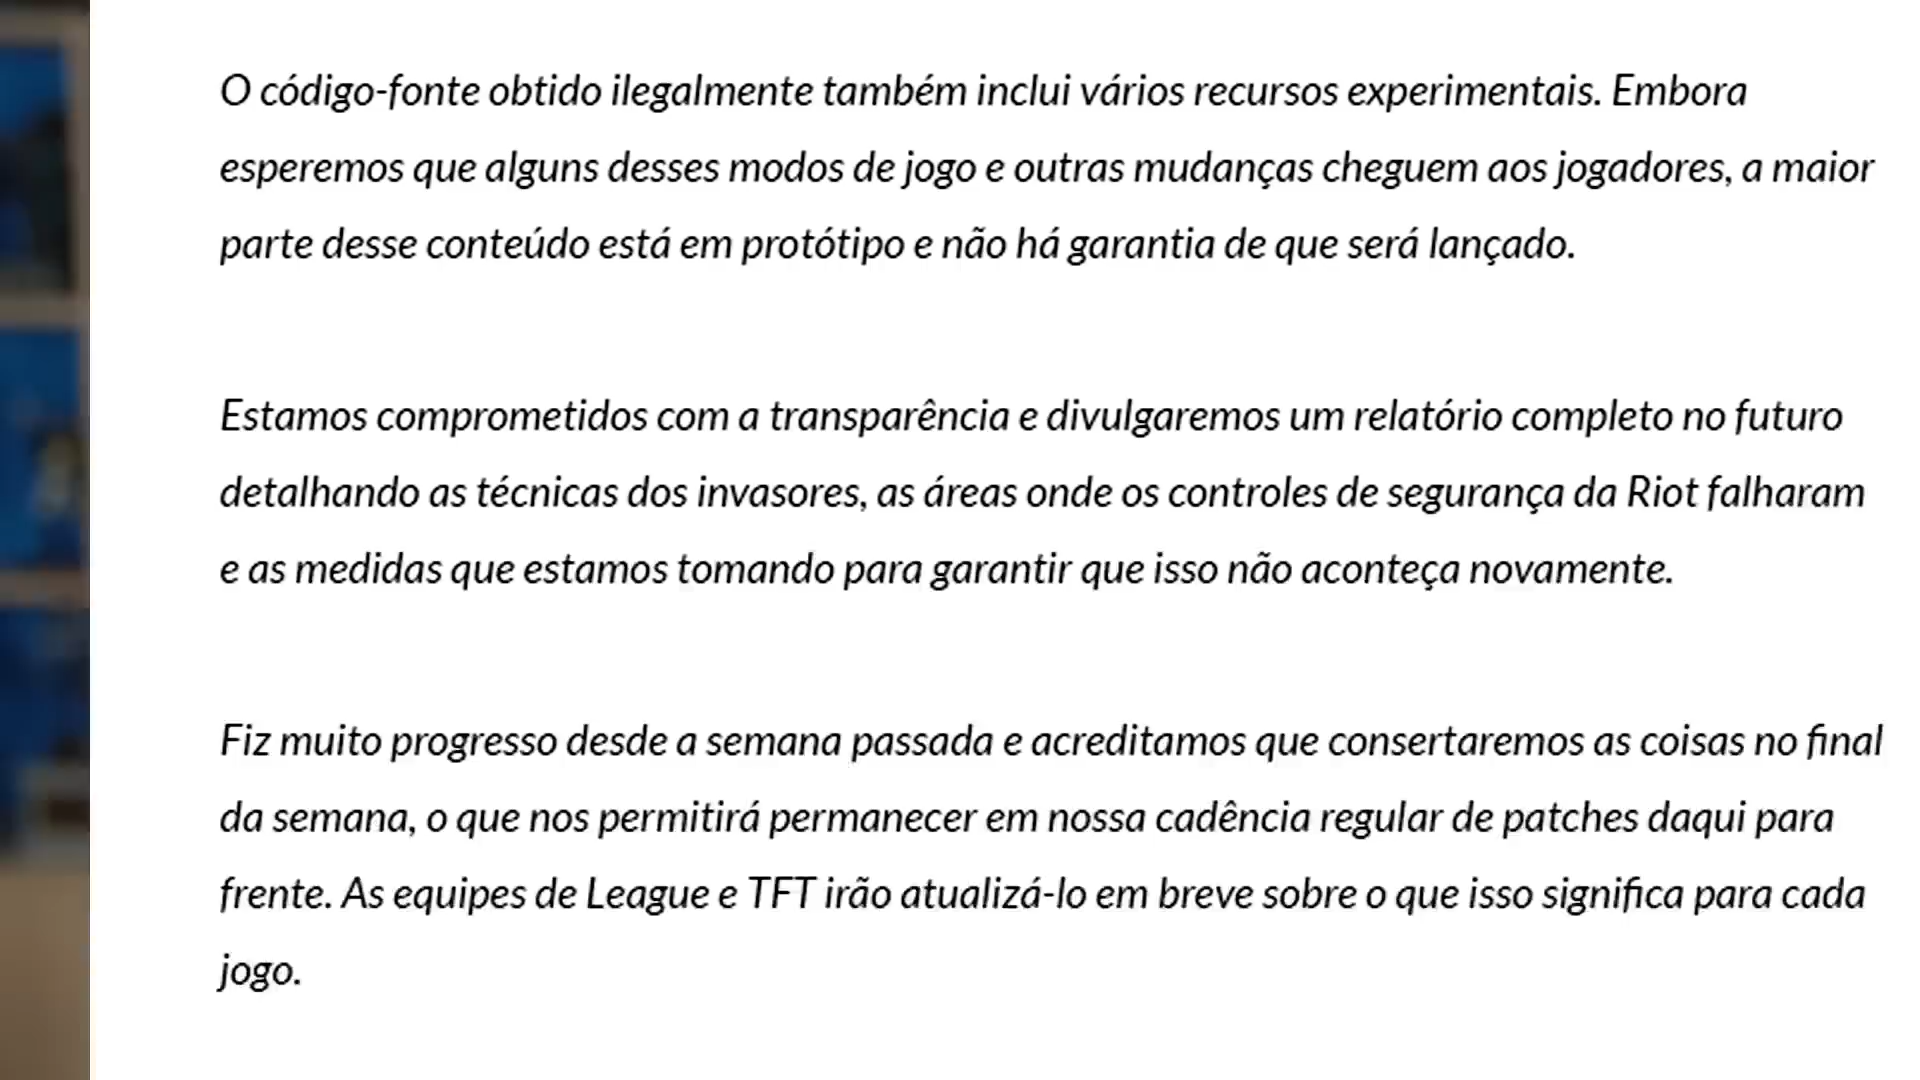 O código-fonte obtido ilegalmente também inclui vários recursos experimentais. Embora
esperemos que alguns desses modos de jogo e outras mudanças cheguem aos jogadores, a maior
parte desse conteúdo está em protótipo e não há garantia de que será lançado.
Estamos comprometidos com a transparência e divulgaremos um relatório completo no futuro
detalhando as técnicas dos invasores, as áreas onde os controles de segurança da Riot falharam
e as medidas que estamos tomando para garantir que isso não aconteça novamente.
Fiz muito progresso desde a semana passada e acreditamos que consertaremos as coisas no final
da semana, o que nos permitirá permanecer em nossa cadência regular de patches daqui para
frente. As equipes de League e TFT irão atualizá-lo em breve sobre o que isso significa para cada
jogo.